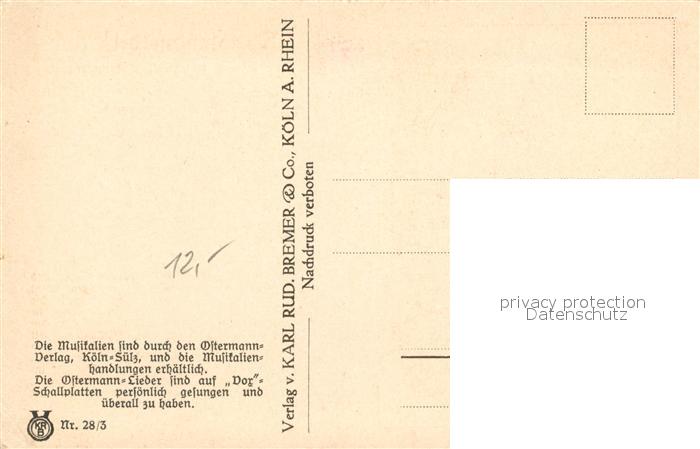 Die Musikalien sind durch den Ostermann=
Verlag, Köln=Sülz, und die Musikalien=
handlungen erhältlich.
Die Ostermann=Lieder sind auf „Vox"=
Schallplatten persönlich gesungen und
überall zu haben.
KRB
Nr. 28/3
12,-
Verlag v. KARL RUD. BREMER & Co., KÖLN A. RHEIN
Nachdruck verboten
privacy protection
Datenschutz